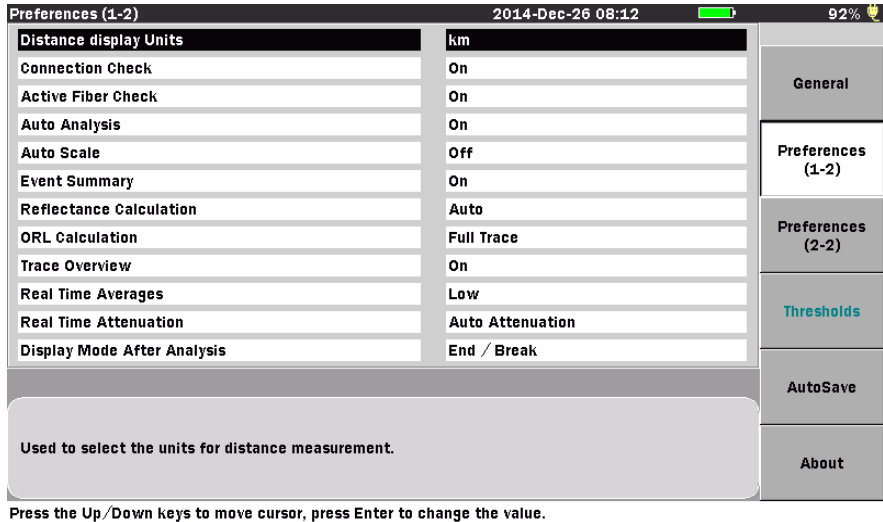 Preferences (1-2) 2014-Dec-26 08:12 92%
Distance display Units km
Connection Check On
Active Fiber Check On
Auto Analysis On
Auto Scale Off
Event Summary On
Reflectance Calculation Auto
ORL Calculation Full Trace
Trace Overview On
Real Time Averages Low
Real Time Attenuation Auto Attenuation
Display Mode After Analysis End / Break
Used to select the units for distance measurement.
Press the Up/Down keys to move cursor, press Enter to change the value.
General
Preferences
(1-2)
Preferences
(2-2)
Thresholds
AutoSave
About